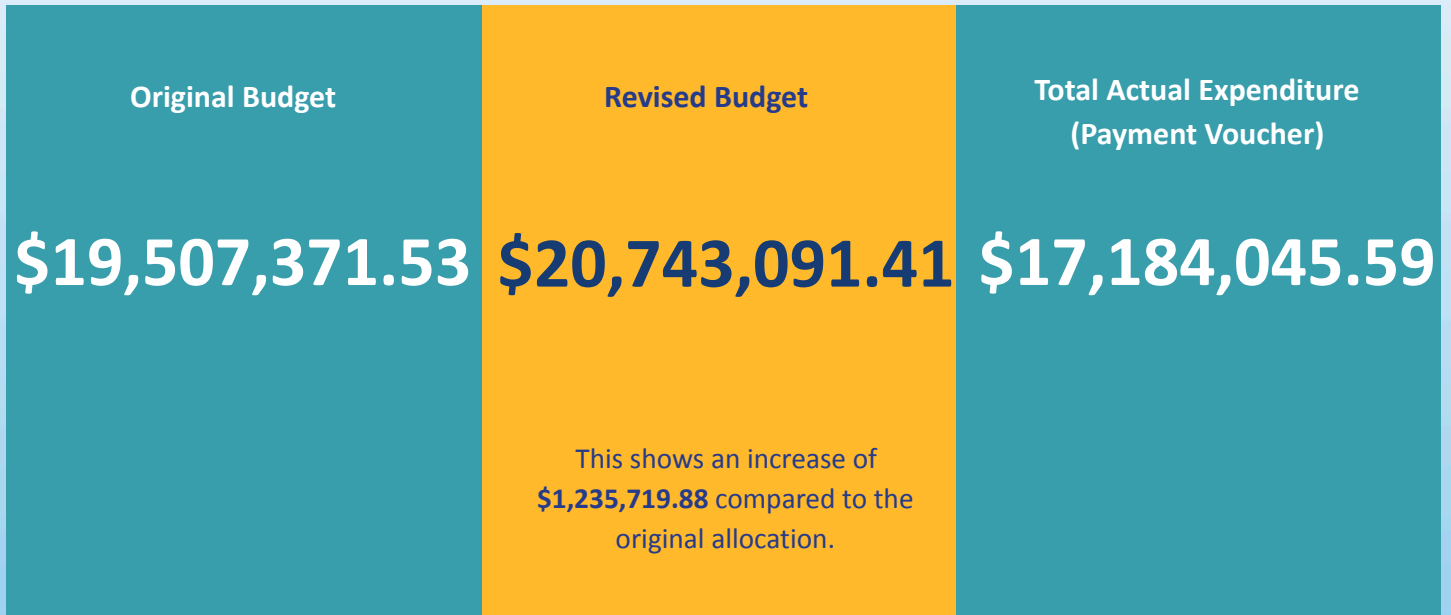 Original Budget
$19,507,371.53
Revised Budget
$20,743,091.41
This shows an increase of
$1,235,719.88 compared to the
original allocation.
Total Actual Expenditure
(Payment Voucher)
$17,184,045.59